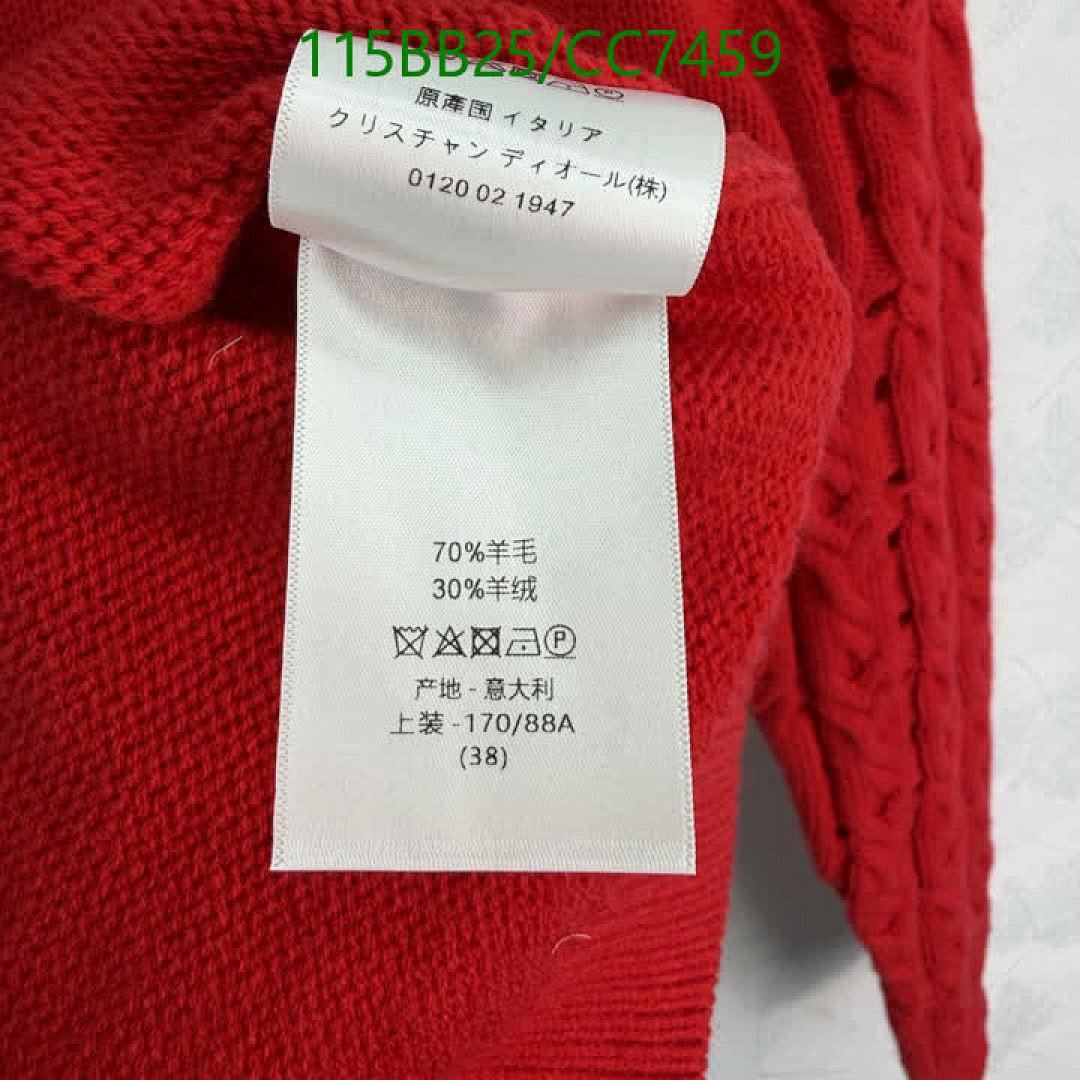 115BB25/CC7459
原產国 イタリア
クリスチャン ディオール(株)
0120 02 1947
70%羊毛
30%羊绒
P
产地 - 意大利
上装 -170/88A
(38)